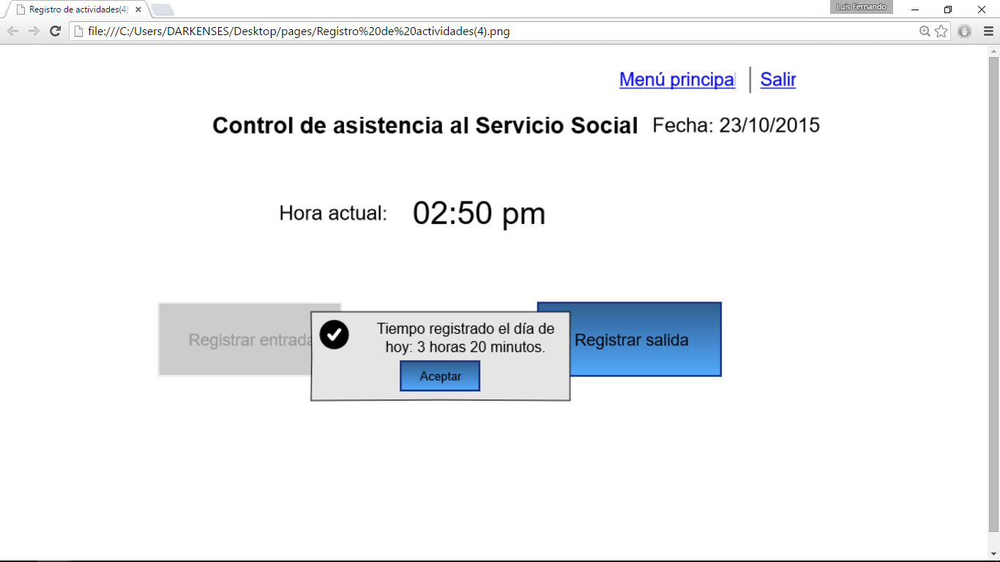 Registro de actividades(4)
Luis Fernando
file:///C:/Users/DARKENSES/Desktop/pages/Registro%20de%20actividades(4).png
Menú principa
Salir
Control de asistencia al Servicio Social
Fecha: 23/10/2015
Hora actual:
02:50 pm
Registrar entrada
Tiempo registrado el día de
hoy: 3 horas 20 minutos.
Aceptar
Registrar salida